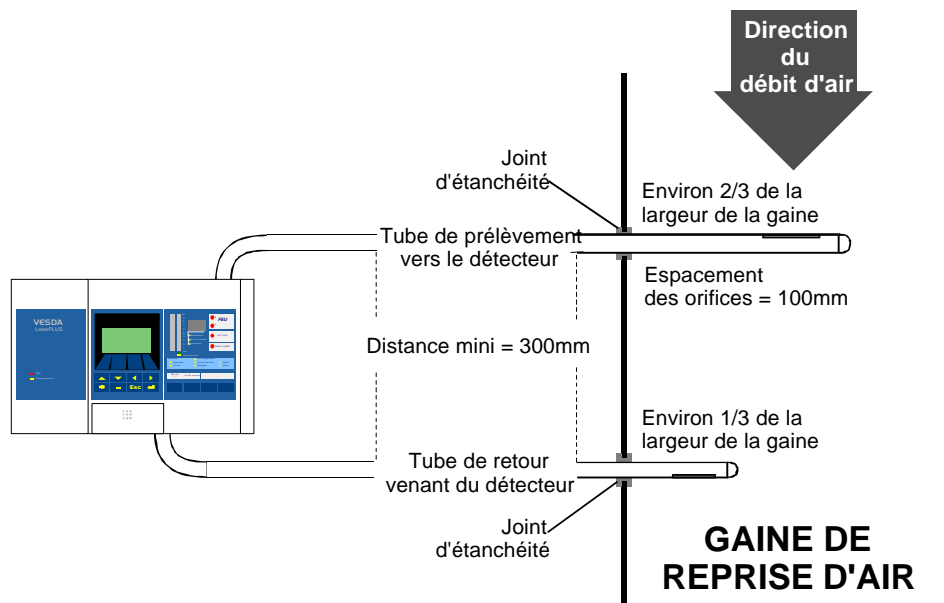 Direction
du
débit d'air
Joint
d'étanchéité
Environ 2/3 de la
largeur de la gaine
Tube de prélèvement
vers le détecteur
Espacement
des orifices = 100mm
VESDA
LaserPLUS
FEU
Esc
Distance mini = 300mm
Environ 1/3 de la
largeur de la gaine
Tube de retour
venant du détecteur
Joint
d'étanchéité
GAINE DE
REPRISE D'AIR